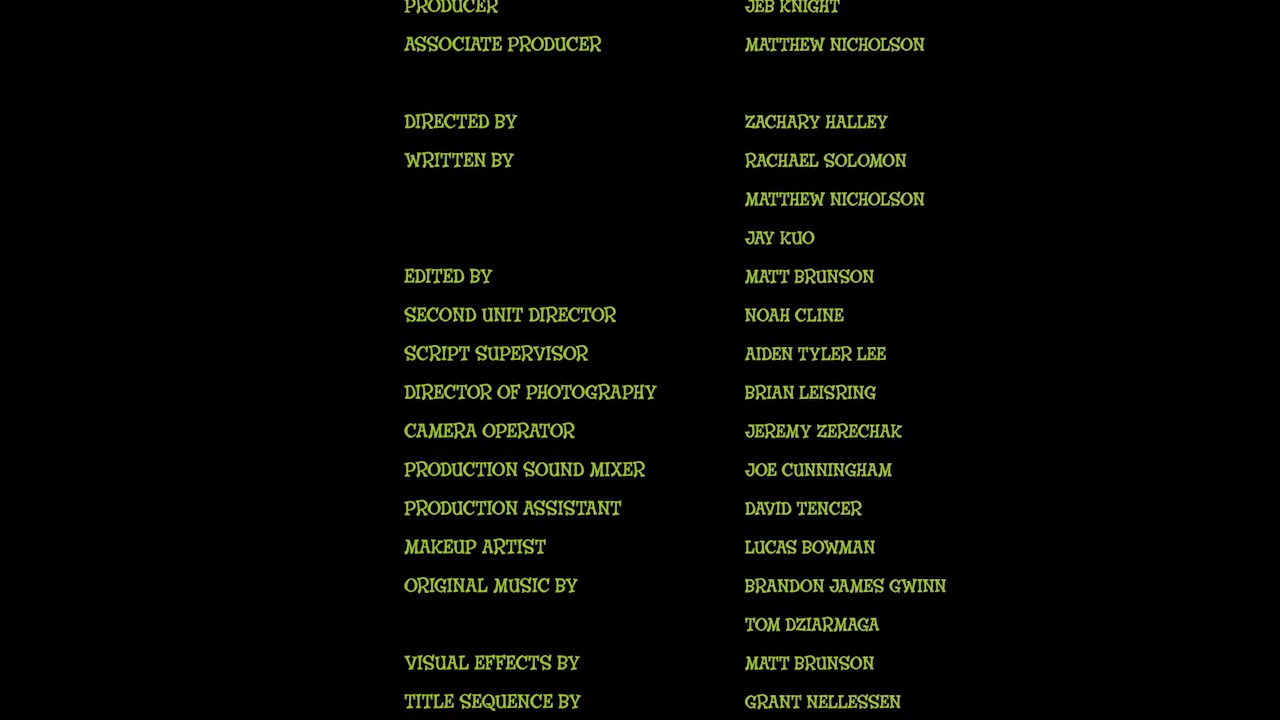 PRODUCER JEB KNIGHT
ASSOCIATE PRODUCER MATTHEW NICHOLSON
DIRECTED BY ZACHARY HALLEY
WRITTEN BY RACHAEL SOLOMON
MATTHEW NICHOLSON
JAY KUO
EDITED BY MATT BRUNSON
SECOND UNIT DIRECTOR NOAH CLINE
SCRIPT SUPERVISOR AIDEN TYLER LEE
DIRECTOR OF PHOTOGRAPHY BRIAN LEISRING
CAMERA OPERATOR JEREMY ZERECHAK
PRODUCTION SOUND MIXER JOE CUNNINGHAM
PRODUCTION ASSISTANT DAVID TENCER
MAKEUP ARTIST LUCAS BOWMAN
ORIGINAL MUSIC BY BRANDON JAMES GWINN
TOM DZIARMAGA
VISUAL EFFECTS BY MATT BRUNSON
TITLE SEQUENCE BY GRANT NELLESSEN